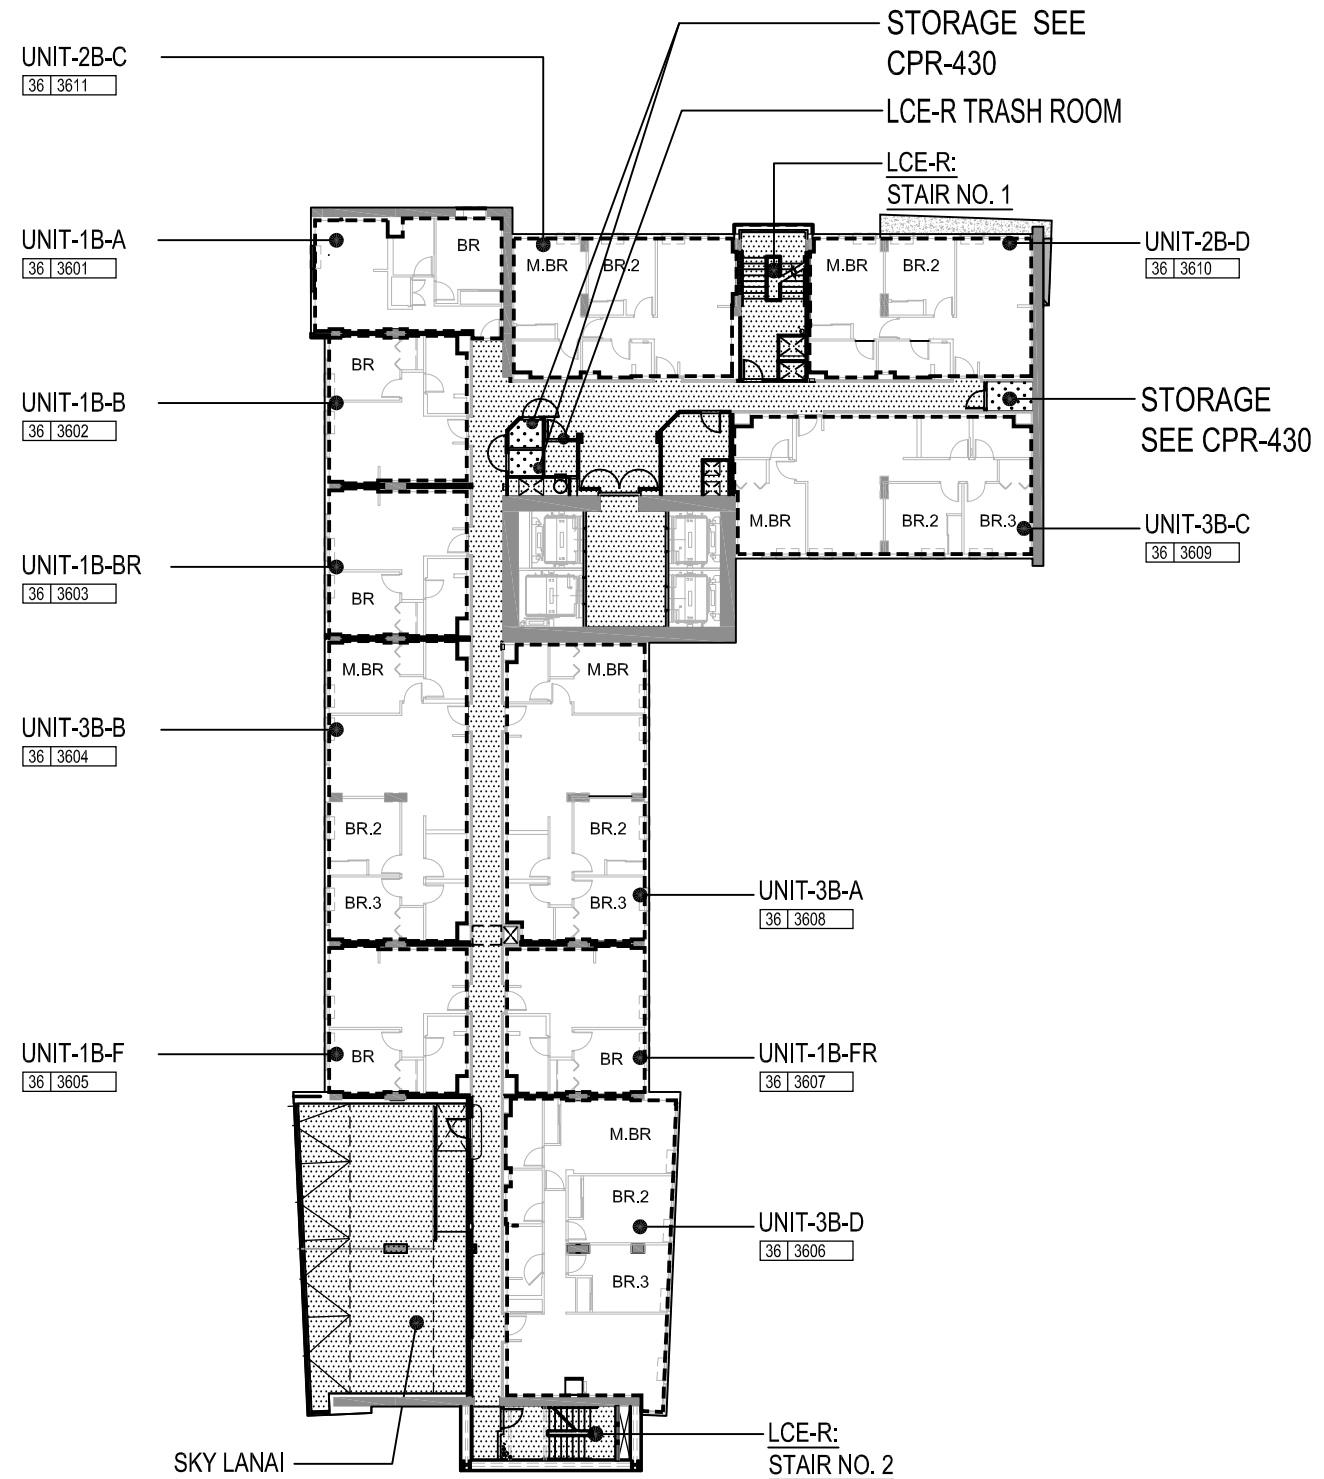 STORAGE SEE
CPR-430
UNIT-2B-C
36 3611
LCE-R TRASH ROOM
LCE-R:
STAIR NO. 1
UNIT-1B-A
36 3601
BR
M.BR
BR.2
M.BR
BR.2
UNIT-2B-D
36 3610
BR
UNIT-1B-B
36 3602
STORAGE
SEE CPR-430
M.BR
BR.2
BR.3
UNIT-3B-C
36 3609
UNIT-1B-BR
36 3603
BR
M.BR
M.BR
UNIT-3B-B
36 3604
BR.2
BR.2
BR.3
BR.3
UNIT-3B-A
36 3608
UNIT-1B-F
36 3605
BR
BR
UNIT-1B-FR
36 3607
M.BR
BR.2
UNIT-3B-D
36 3606
BR.3
LCE-R:
STAIR NO. 2
SKY LANAI